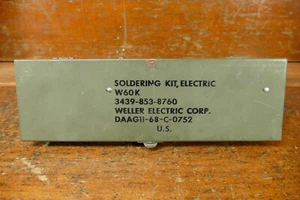 SOLDERING KIT, ELECTRIC
W60K
3439-853-8760
WELLER ELECTRIC CORP.
DAAG11-68-C-0752
U.S.